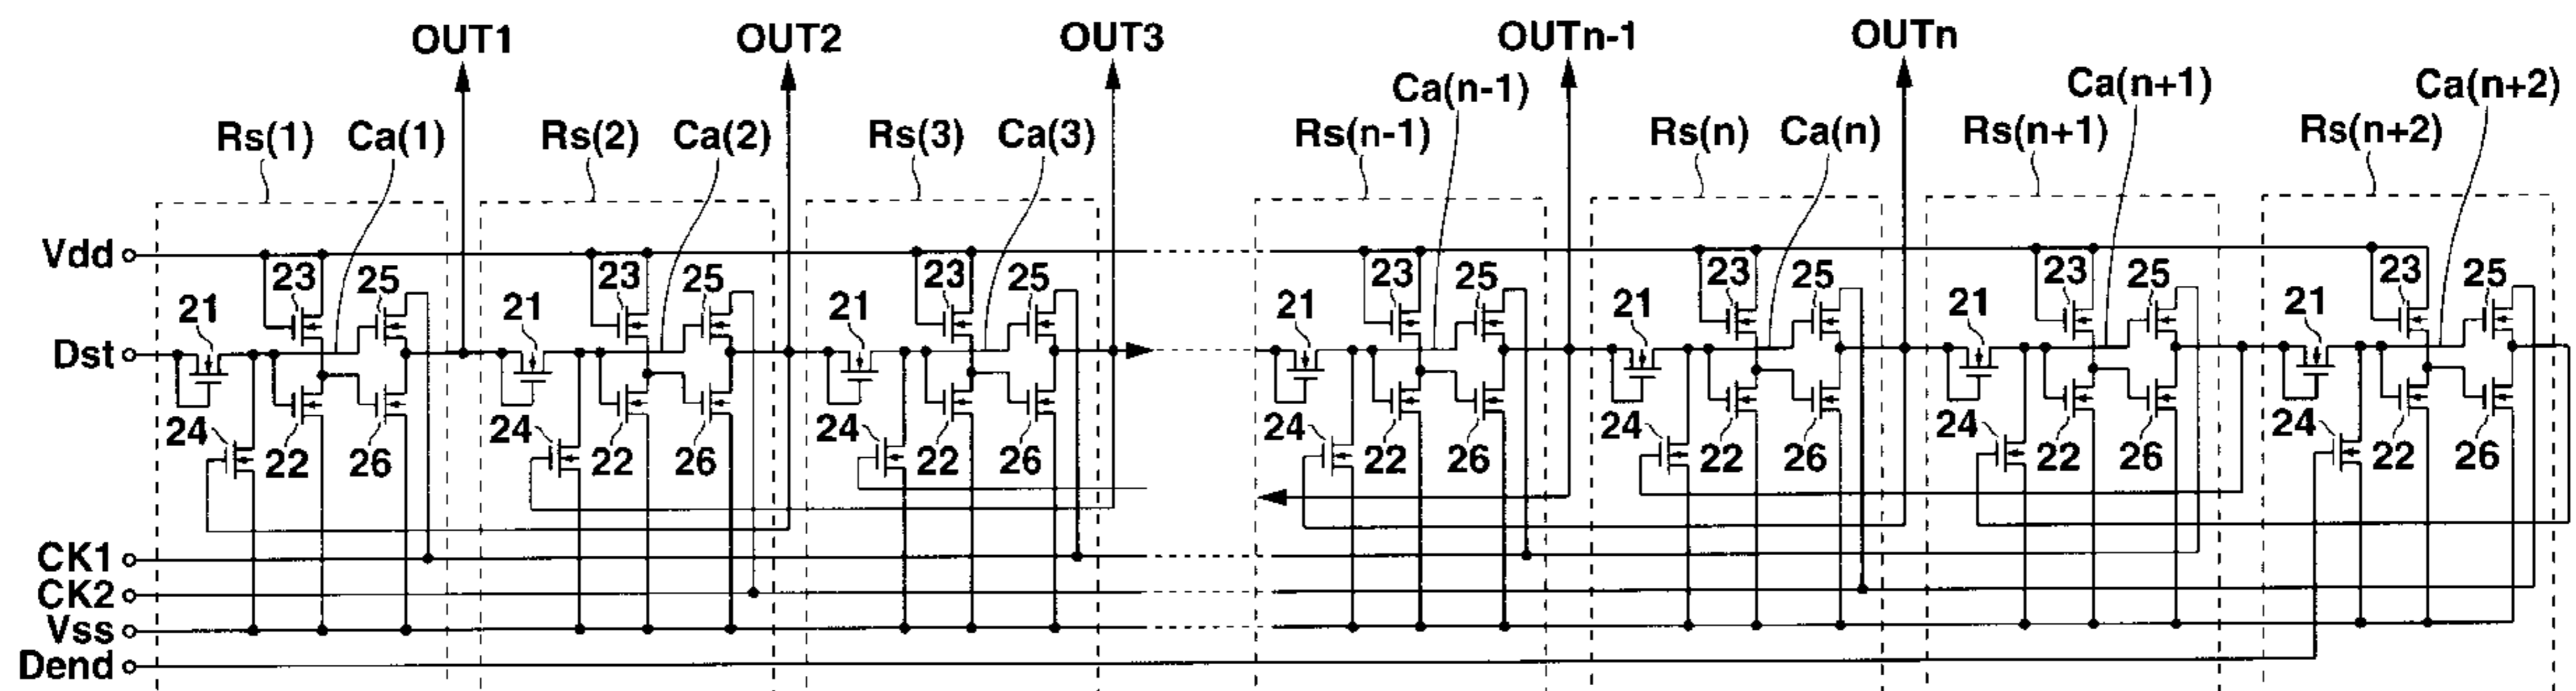 OUT1 OUT2 OUT3 OUTn-1 OUTn
Ca(n-1) Ca(n+1) Ca(n+2)
Rs(1) Ca(1) Rs(2) Ca(2) Rs(3) Ca(3) Rs(n-1) Rs(n) Ca(n) Rs(n+1) Rs(n+2)
Vdd
23 25 23 25 23 25 23 25 23 25 23 25 23 25
21 21 21 21 21 21 21
Dst
24 24 24 24 24 24 24
22 26 22 26 22 26 22 26 22 26 22 26 22 26
CK1
CK2
Vss
Dend